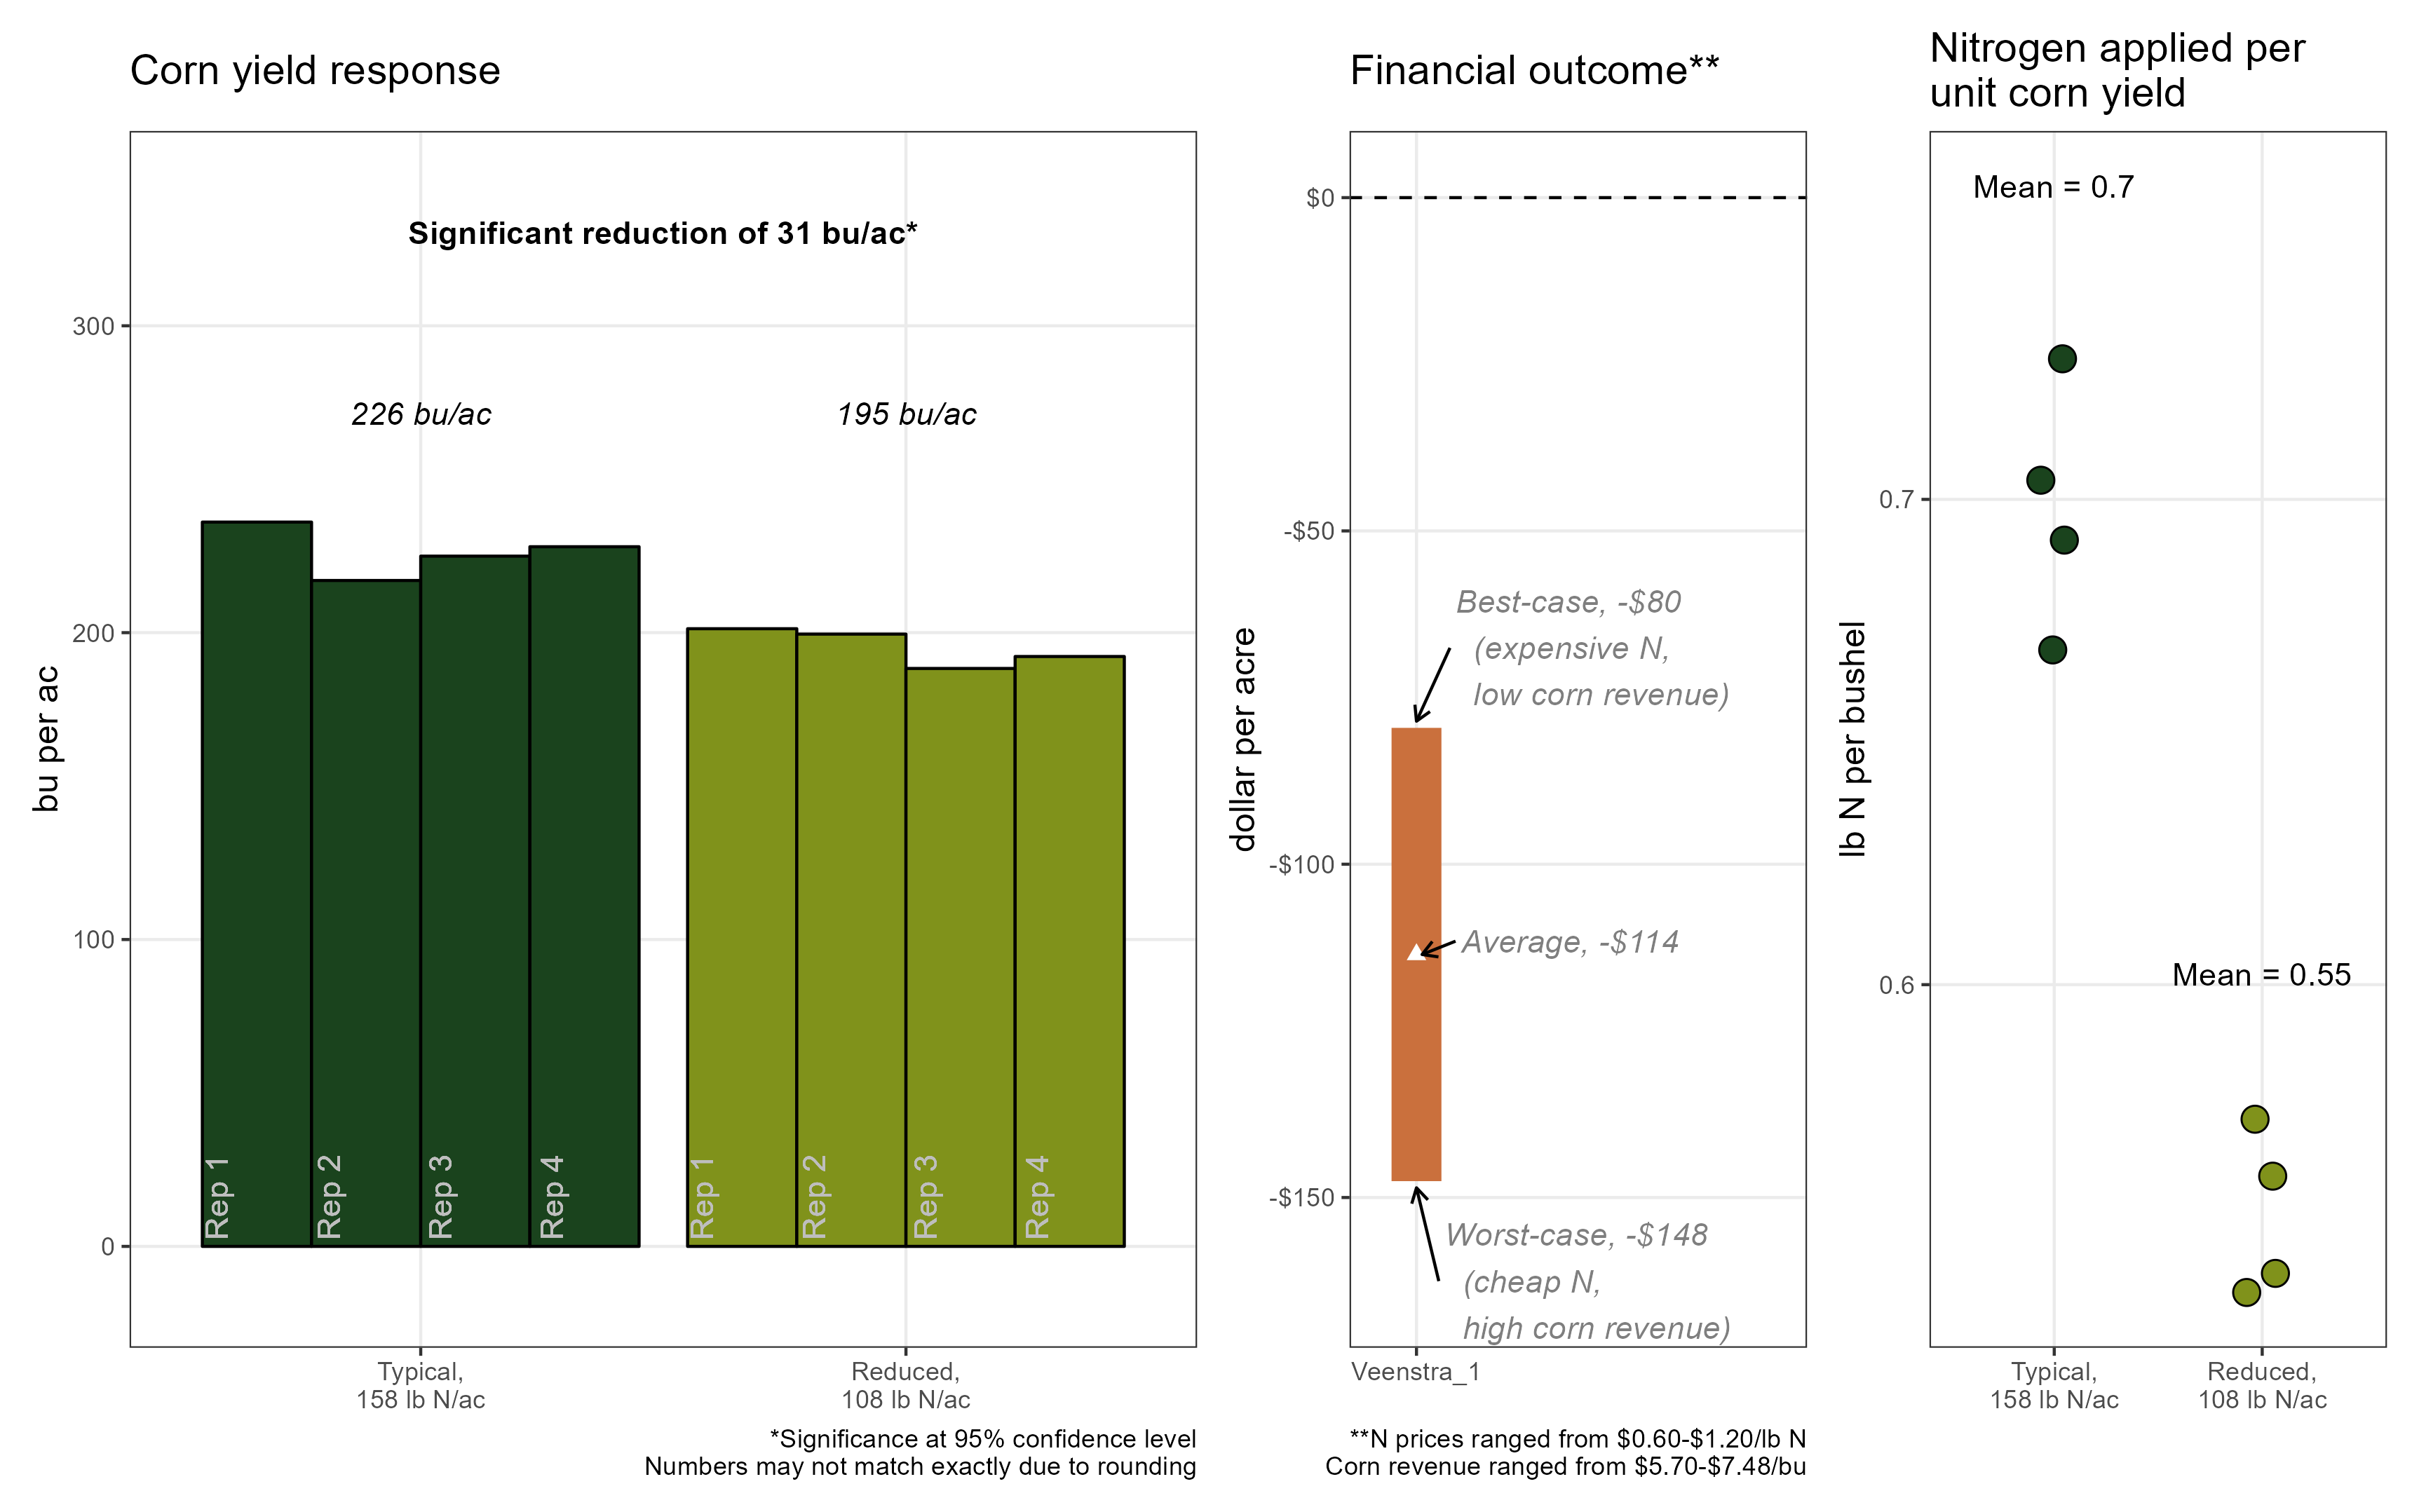 Corn yield response
Significant reduction of 31 bu/ac*
226 bu/ac
195 bu/ac
bu per ac
300
200
100
0
Rep 1
Rep 2
Rep 3
Rep 4
Rep 1
Rep 2
Rep 3
Rep 4
Typical,
158 lb N/ac
Reduced,
108 lb N/ac
*Significance at 95% confidence level
Numbers may not match exactly due to rounding
Financial outcome**
dollar per acre
$0
-$50
-$100
-$150
Best-case, -$80
(expensive N,
low corn revenue)
Average, -$114
Worst-case, -$148
(cheap N,
high corn revenue)
Veenstra_1
**N prices ranged from $0.60-$1.20/lb N
Corn revenue ranged from $5.70-$7.48/bu
Nitrogen applied per
unit corn yield
lb N per bushel
0.7
0.6
Mean = 0.7
Mean = 0.55
Typical,
158 lb N/ac
Reduced,
108 lb N/ac